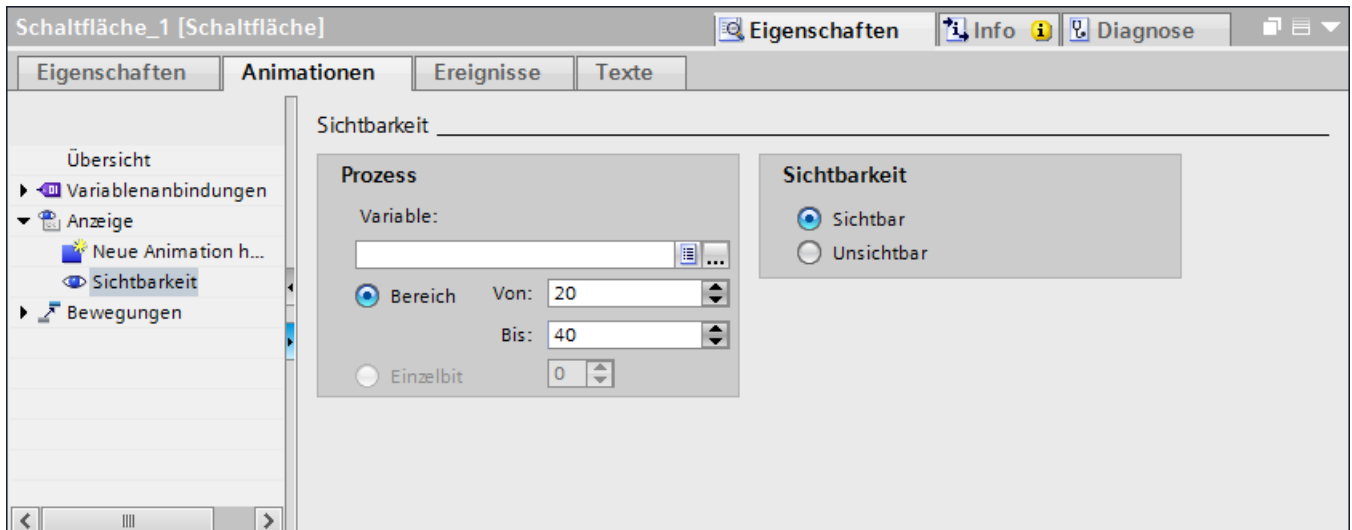 Schaltfläche_1 [Schaltfläche]
Eigenschaften
Info
Diagnose
Eigenschaften
Animationen
Ereignisse
Texte
Übersicht
Variablenanbindungen
Anzeige
Neue Animation h...
Sichtbarkeit
Bewegungen
Sichtbarkeit
Prozess
Variable:
...
Bereich Von: 20
Bis: 40
Einzelbit 0
Sichtbarkeit
Sichtbar
Unsichtbar